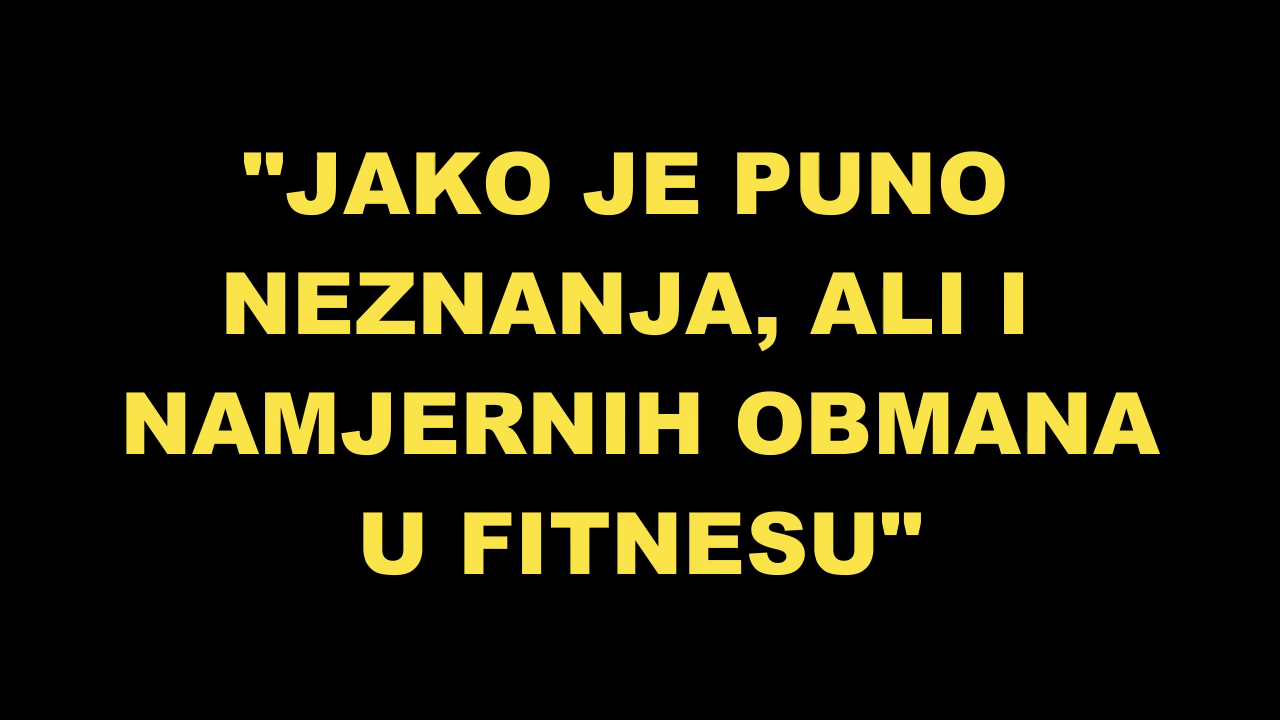 "JAKO JE PUNO
NEZNANJA, ALI I
NAMJERNIH OBMANA
U FITNESU"